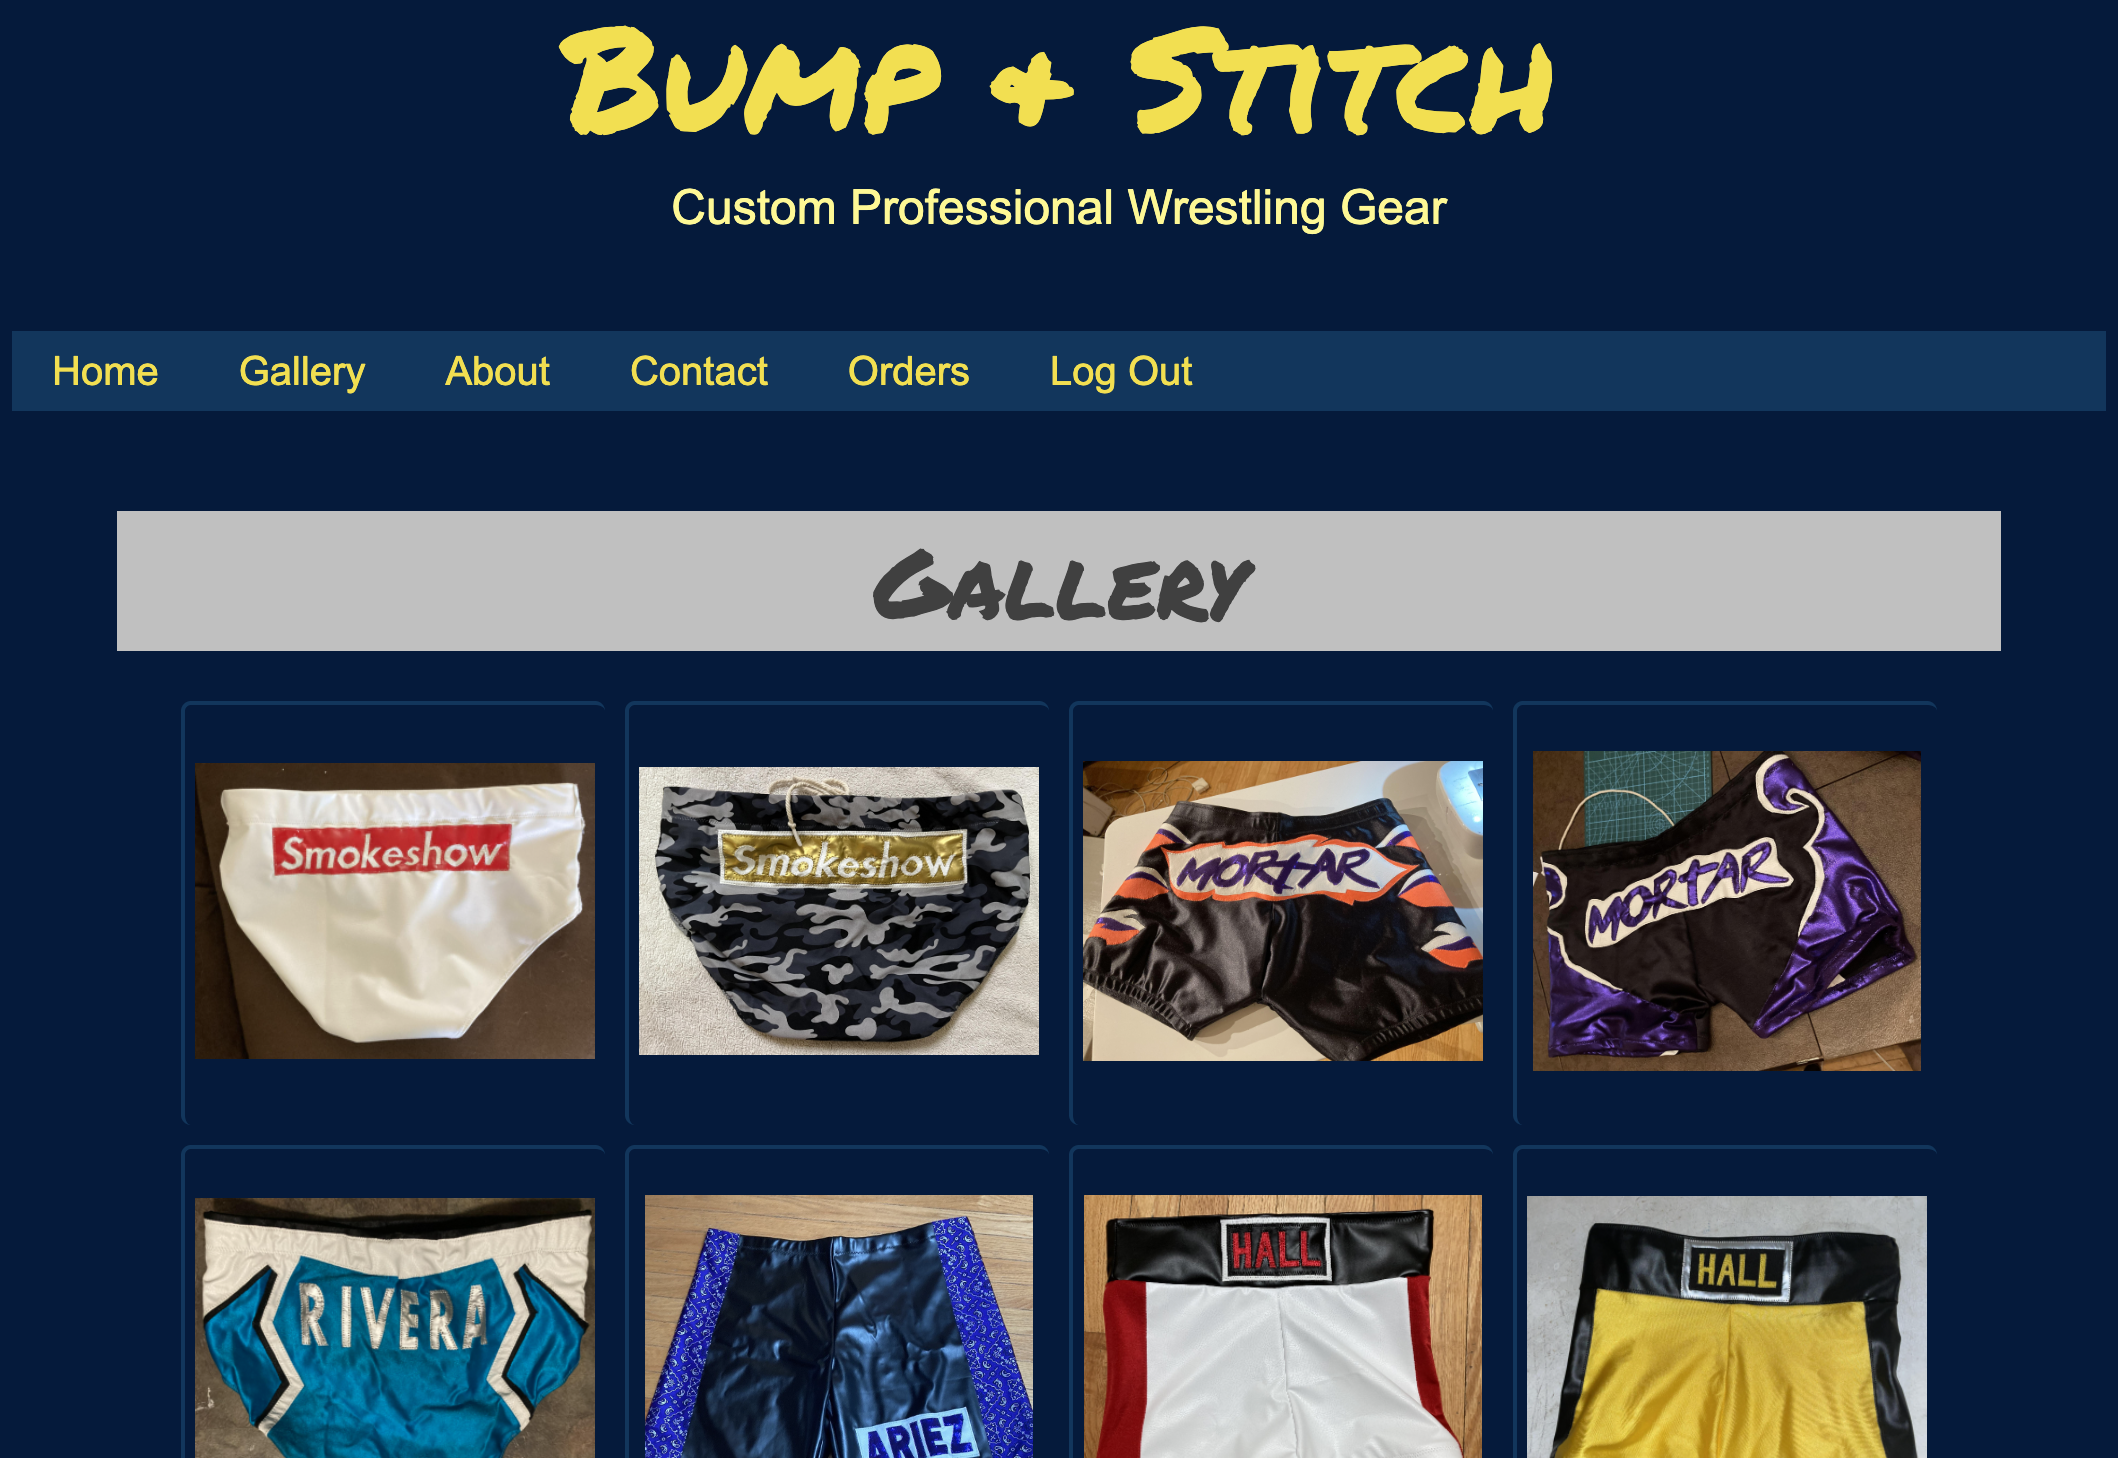 Bump & Stitch
Custom Professional Wrestling Gear
Home Gallery About Contact Orders Log Out
Gallery
Smokeshow
Smokeshow
MORTAR
MORTAR
RIVERA
ARIEZ
HALL
HALL